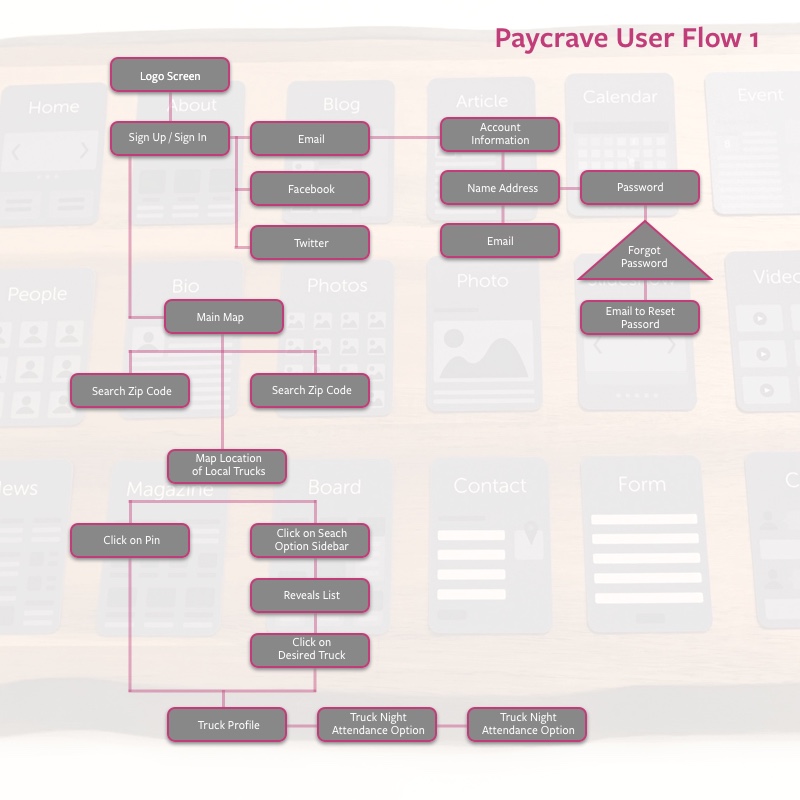 Paycrave User Flow 1
Logo Screen
Home
About
Blog
Article
Calendar
Event
Sign Up / Sign In
Email
Account
Information
Facebook
Name Address
Password
Twitter
Email
Forgot
Password
People
Bio
Photos
Photo
Slideshow
Video
Main Map
Email to Reset
Passord
Search Zip Code
Search Zip Code
Map Location
of Local Trucks
ews
Magazine
Board
Contact
Form
C
Click on Pin
Click on Seach
Option Sidebar
Reveals List
Click on
Desired Truck
Truck Profile
Truck Night
Attendance Option
Truck Night
Attendance Option